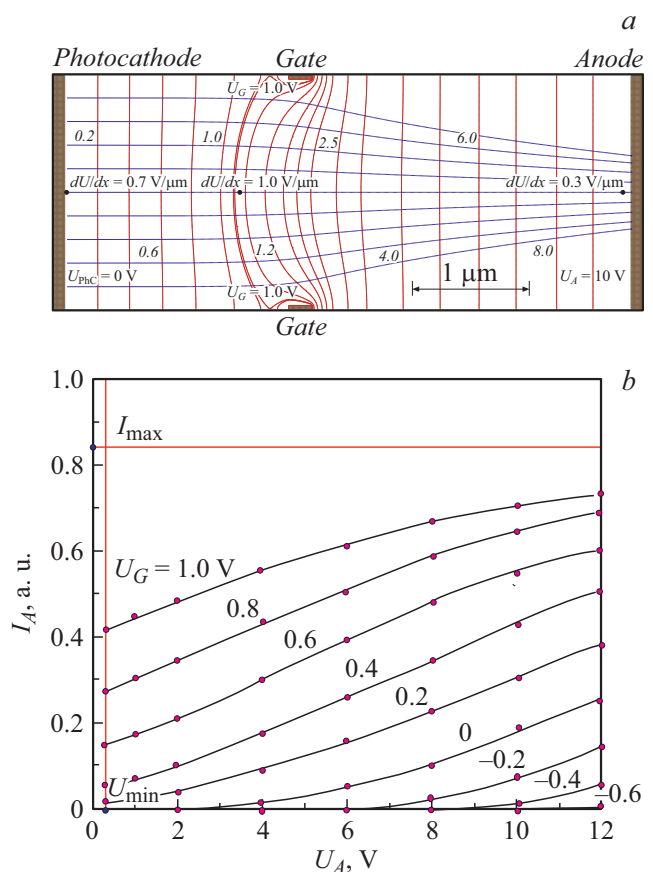 a
Photocathode Gate Anode
U_G = 1.0 V
0.2 1.0 2.5 6.0
dU/dx = 0.7 V/μm dU/dx = 1.0 V/μm dU/dx = 0.3 V/μm
0.6 1.2 4.0 8.0
U_PhC = 0 V U_G = 1.0 V 1 μm U_A = 10 V
Gate
b
1.0
I_max
0.8
0.6
U_G = 1.0 V
0.8
0.6
I_A, a. u.
0.4
0.4
0.2
0.2
0
−0.2
−0.4
U_min −0.6
0
0 2 4 6 8 10 12
U_A, V